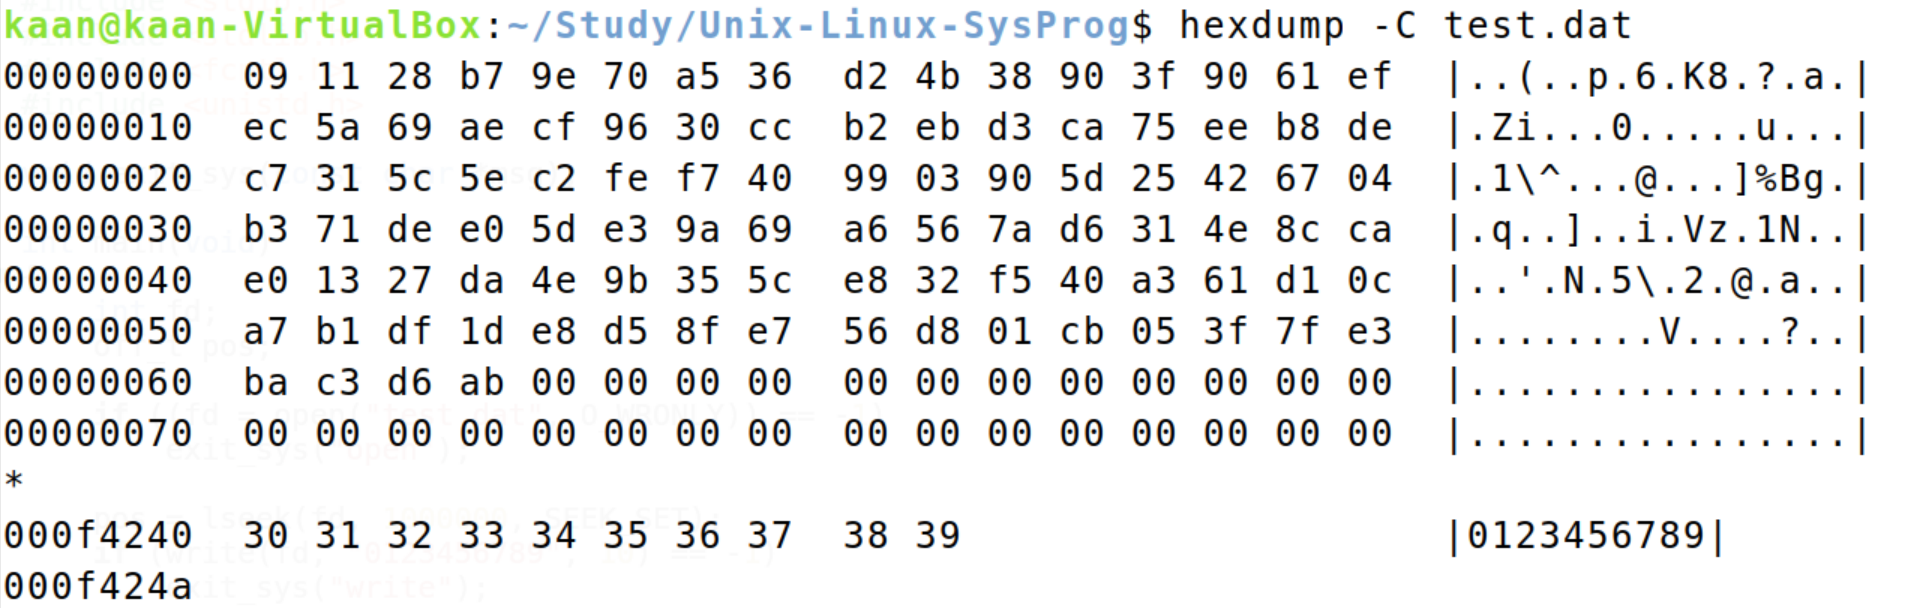 kaan@kaan-VirtualBox:~/Study/Unix-Linux-SysProg$ hexdump -C test.dat
00000000  09 11 28 b7 9e 70 a5 36  d2 4b 38 90 3f 90 61 ef  |..(..p.6.K8.?.a.|
00000010  ec 5a 69 ae cf 96 30 cc  b2 eb d3 ca 75 ee b8 de  |.Zi...0.....u...|
00000020  c7 31 5c 5e c2 fe f7 40  99 03 90 5d 25 42 67 04  |.1\^...@...]%Bg.|
00000030  b3 71 de e0 5d e3 9a 69  a6 56 7a d6 31 4e 8c ca  |.q..]..i.Vz.1N..|
00000040  e0 13 27 da 4e 9b 35 5c  e8 32 f5 40 a3 61 d1 0c  |..'.N.5\.2.@.a..|
00000050  a7 b1 df 1d e8 d5 8f e7  56 d8 01 cb 05 3f 7f e3  |........V....?..|
00000060  ba c3 d6 ab 00 00 00 00  00 00 00 00 00 00 00 00  |................|
00000070  00 00 00 00 00 00 00 00  00 00 00 00 00 00 00 00  |................|
*
000f4240  30 31 32 33 34 35 36 37  38 39                    |0123456789|
000f424a